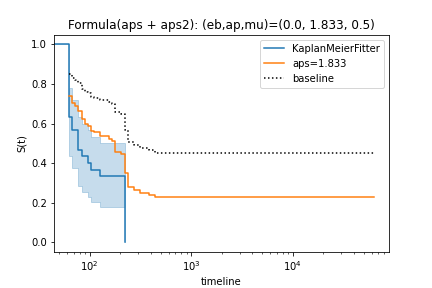 Formula(aps + aps2): (eb,ap,mu)=(0.0, 1.833, 0.5)
KaplanMeierFitter
aps=1.833
baseline
S(t)
1.0
0.8
0.6
0.4
0.2
0.0
10²
10³
10⁴
timeline